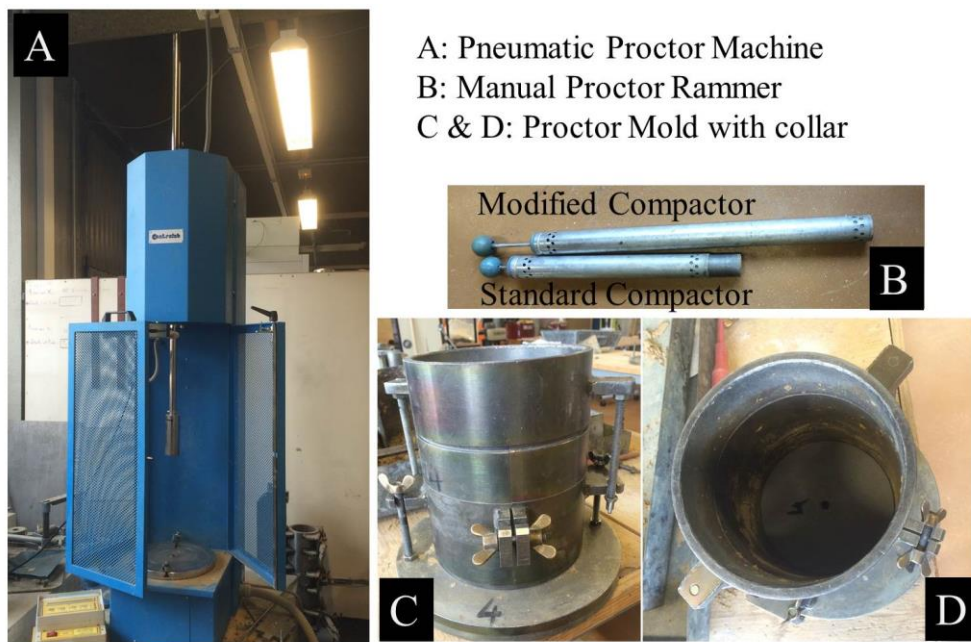 A
A: Pneumatic Proctor Machine
B: Manual Proctor Rammer
C & D: Proctor Mold with collar
Modified Compactor
Standard Compactor
B
C
4
D